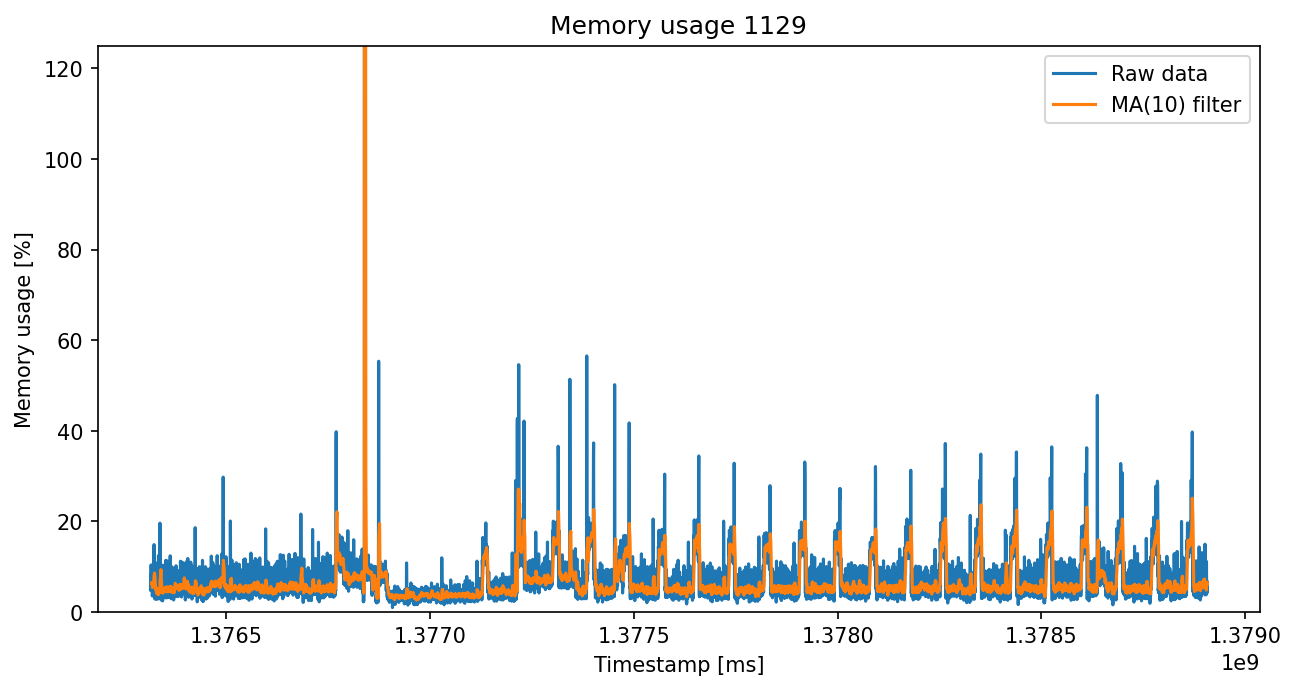 Memory usage 1129
Raw data
MA(10) filter
Memory usage [%]
120
100
80
60
40
20
0
1.3765 1.3770 1.3775 1.3780 1.3785 1.3790
1e9
Timestamp [ms]